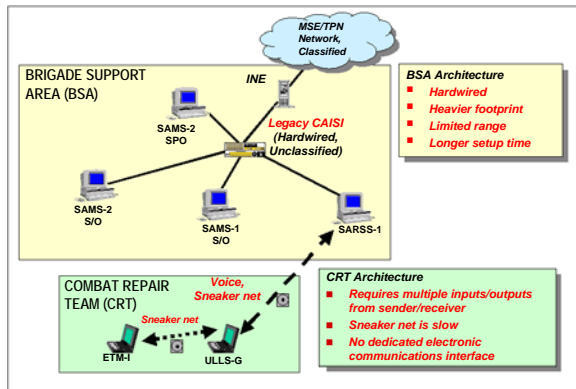 MSE/TPN
Network,
Classified
BRIGADE SUPPORT
AREA (BSA)
INE
SAMS-2
SPO
Legacy CAISI
(Hardwired,
Unclassified)
SAMS-2
S/O
SAMS-1
S/O
SARSS-1
BSA Architecture
Hardwired
Heavier footprint
Limited range
Longer setup time
COMBAT REPAIR
TEAM (CRT)
Voice,
Sneaker net
Sneaker net
ETM-I
ULLS-G
CRT Architecture
Requires multiple inputs/outputs
from sender/receiver
Sneaker net is slow
No dedicated electronic
communications interface